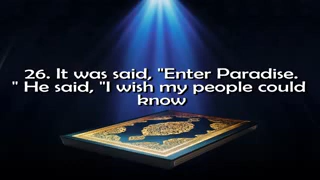 26. It was said, "Enter Paradise.
" He said, "I wish my people could
know